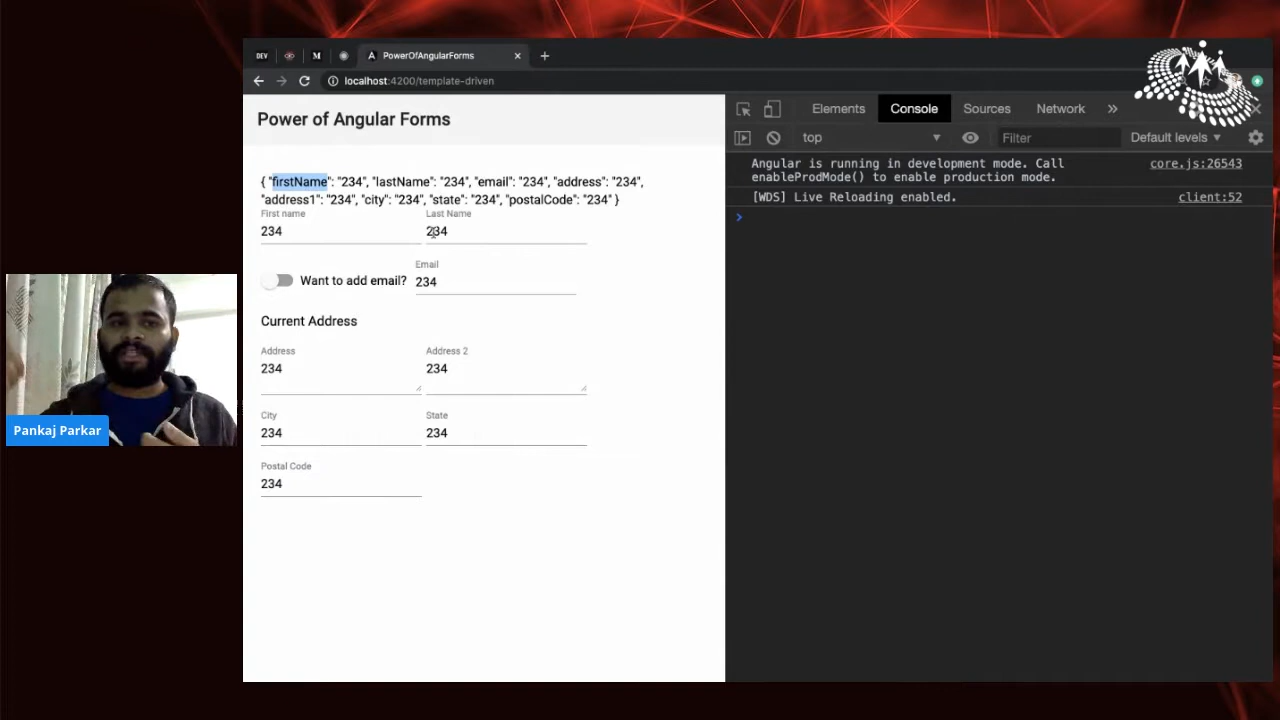 DEV
M
A PowerOfAngularForms
localhost:4200/template-driven
Power of Angular Forms
{ "firstName": "234", "lastName": "234", "email": "234", "address": "234",
"address1": "234", "city": "234", "state": "234", "postalCode": "234" }
First name
Last Name
234
234
Want to add email?
Email
234
Current Address
Address
Address 2
234
234
City
State
234
234
Postal Code
234
Elements
Console
Sources
Network
top
Filter
Default levels
Angular is running in development mode. Call
enableProdMode() to enable production mode.
core.js:26543
[WDS] Live Reloading enabled.
client:52
Pankaj Parkar